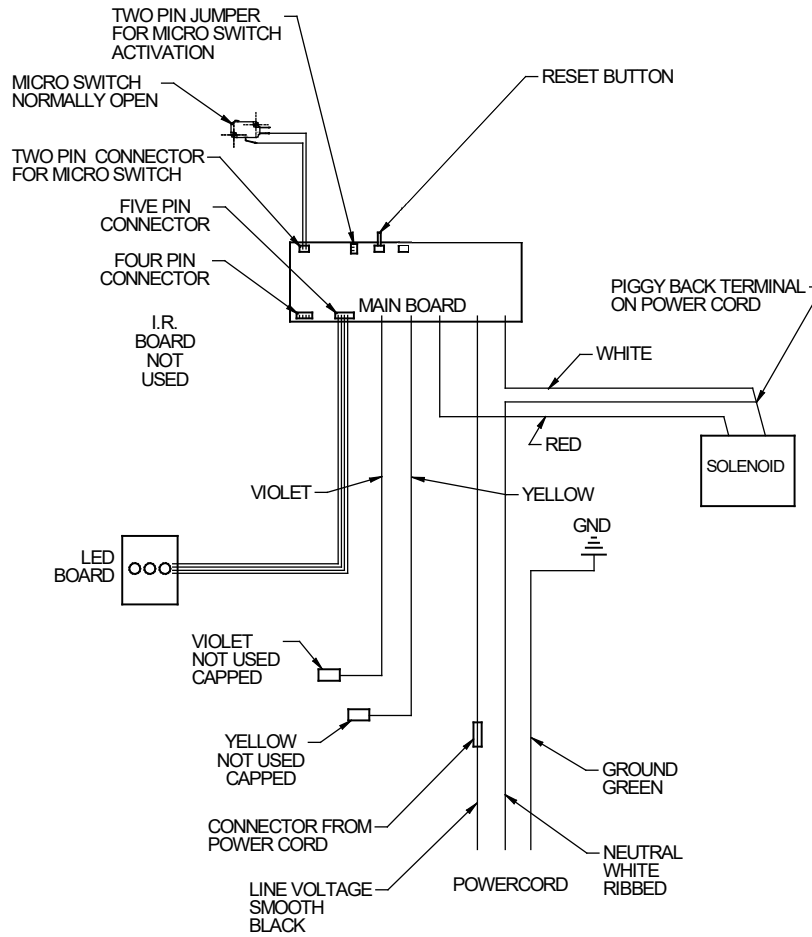 TWO PIN JUMPER
FOR MICRO SWITCH
ACTIVATION
RESET BUTTON
MICRO SWITCH
NORMALLY OPEN
TWO PIN CONNECTOR
FOR MICRO SWITCH
FIVE PIN
CONNECTOR
FOUR PIN
CONNECTOR
MAIN BOARD
PIGGY BACK TERMINAL
ON POWER CORD
I.R.
BOARD
NOT
USED
WHITE
RED
SOLENOID
VIOLET
YELLOW
GND
LED
BOARD
VIOLET
NOT USED
CAPPED
YELLOW
NOT USED
CAPPED
GROUND
GREEN
CONNECTOR FROM
POWER CORD
NEUTRAL
WHITE
RIBBED
LINE VOLTAGE
SMOOTH
BLACK
POWERCORD